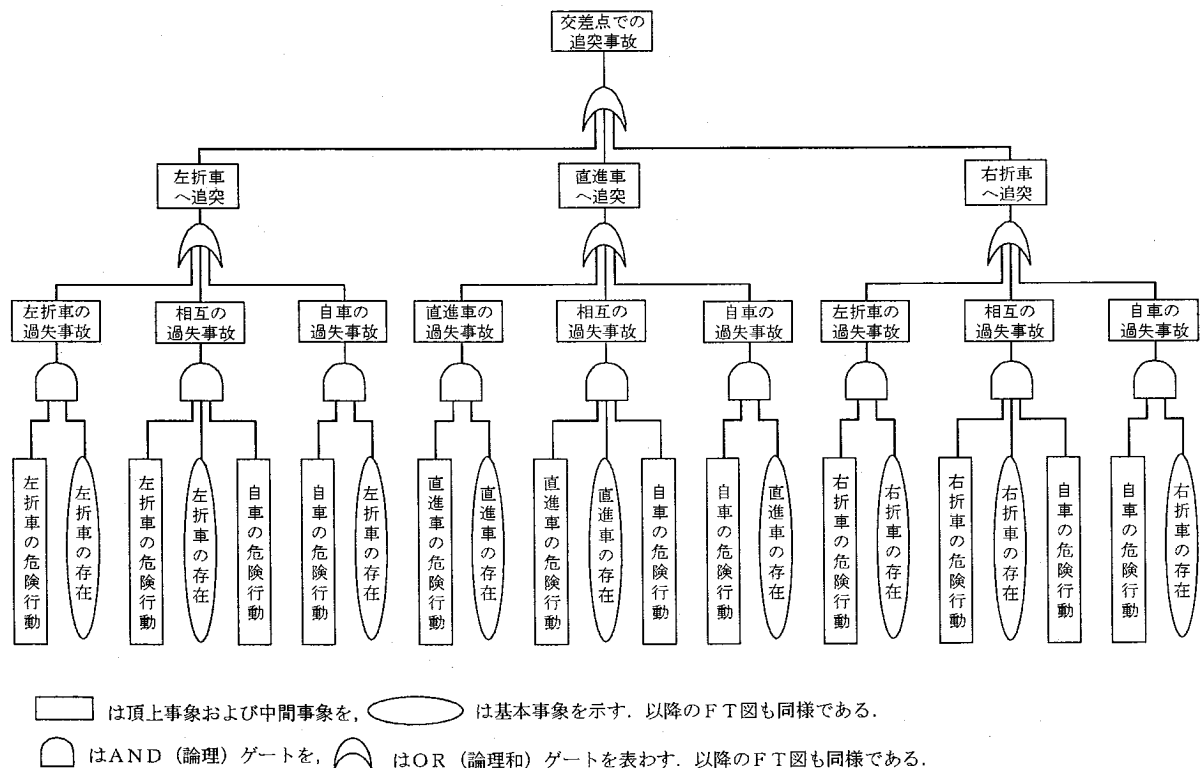 交差点での
追突事故
左折車
へ追突
直進車
へ追突
右折車
へ追突
左折車の
過失事故
相互の
過失事故
自車の
過失事故
直進車の
過失事故
相互の
過失事故
自車の
過失事故
左折車の
過失事故
相互の
過失事故
自車の
過失事故
左折車の危険行動
左折車の存在
左折車の危険行動
左折車の存在
自車の危険行動
自車の危険行動
左折車の存在
直進車の危険行動
直進車の存在
直進車の危険行動
直進車の存在
自車の危険行動
自車の危険行動
直進車の存在
右折車の危険行動
右折車の存在
右折車の危険行動
右折車の存在
自車の危険行動
自車の危険行動
右折車の存在
は頂上事象および中間事象を, は基本事象を示す. 以降のFT図も同様である.
はAND (論理) ゲートを, はOR (論理和) ゲートを表わす. 以降のFT図も同様である.